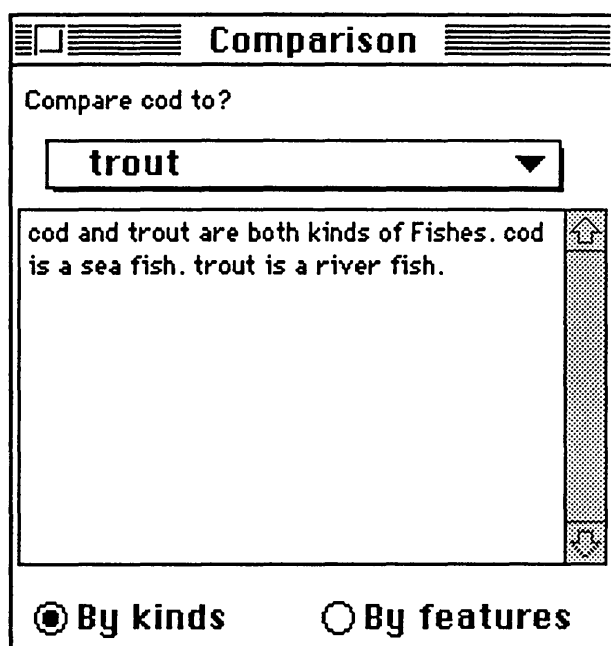 Comparison
Compare cod to?
trout
cod and trout are both kinds of Fishes. cod
is a sea fish. trout is a river fish.
By kinds By features